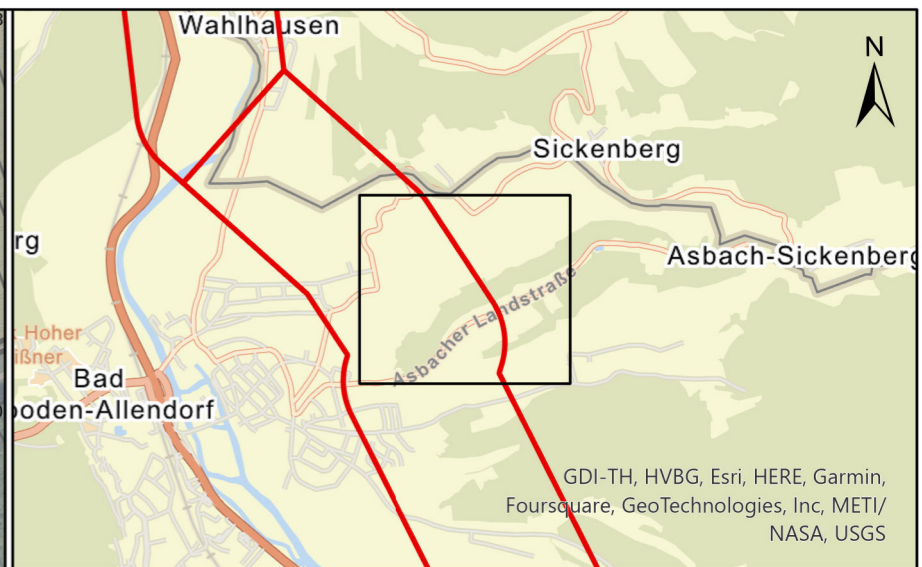 Wahlhausen
N
Sickenberg
rg
Asbach-Sickenberg
Asbacher Landstraße
Hoher
ißner
Bad
ooden-Allendorf
GDI-TH, HVBG, Esri, HERE, Garmin,
Foursquare, GeoTechnologies, Inc, METI/
NASA, USGS